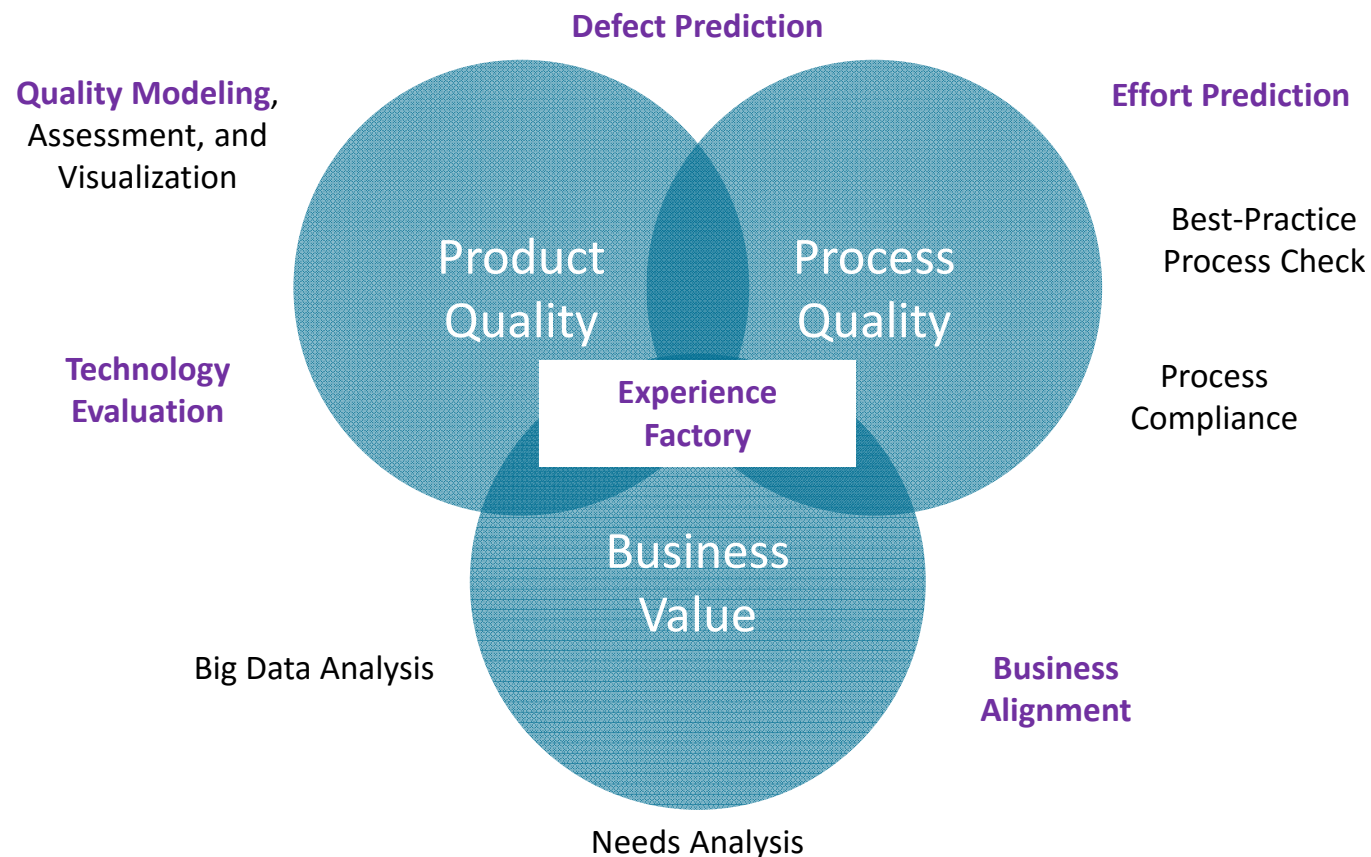 Defect Prediction
Quality Modeling,
Assessment, and
Visualization
Effort Prediction
Best-Practice
Process Check
Product
Quality
Process
Quality
Technology
Evaluation
Experience
Factory
Process
Compliance
Business
Value
Big Data Analysis
Business
Alignment
Needs Analysis